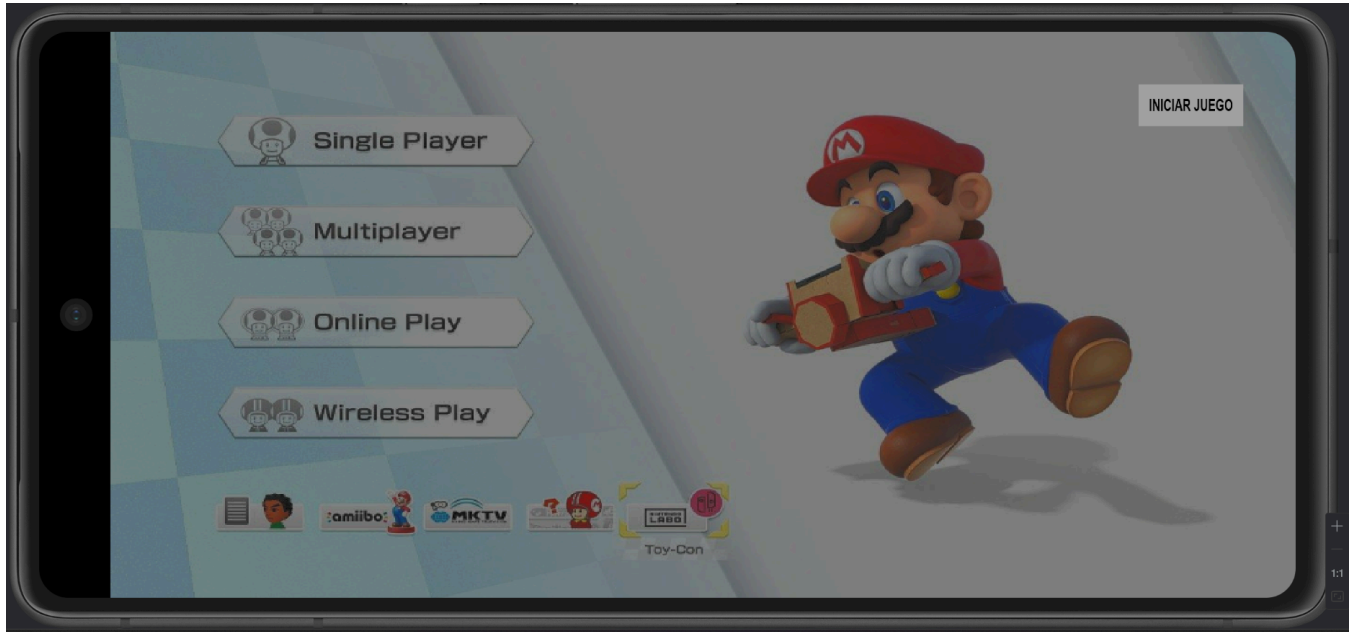 INICIAR JUEGO
Single Player
Multiplayer
Online Play
Wireless Play
amiibo
MKTV
LABO
Toy-Con
1:1